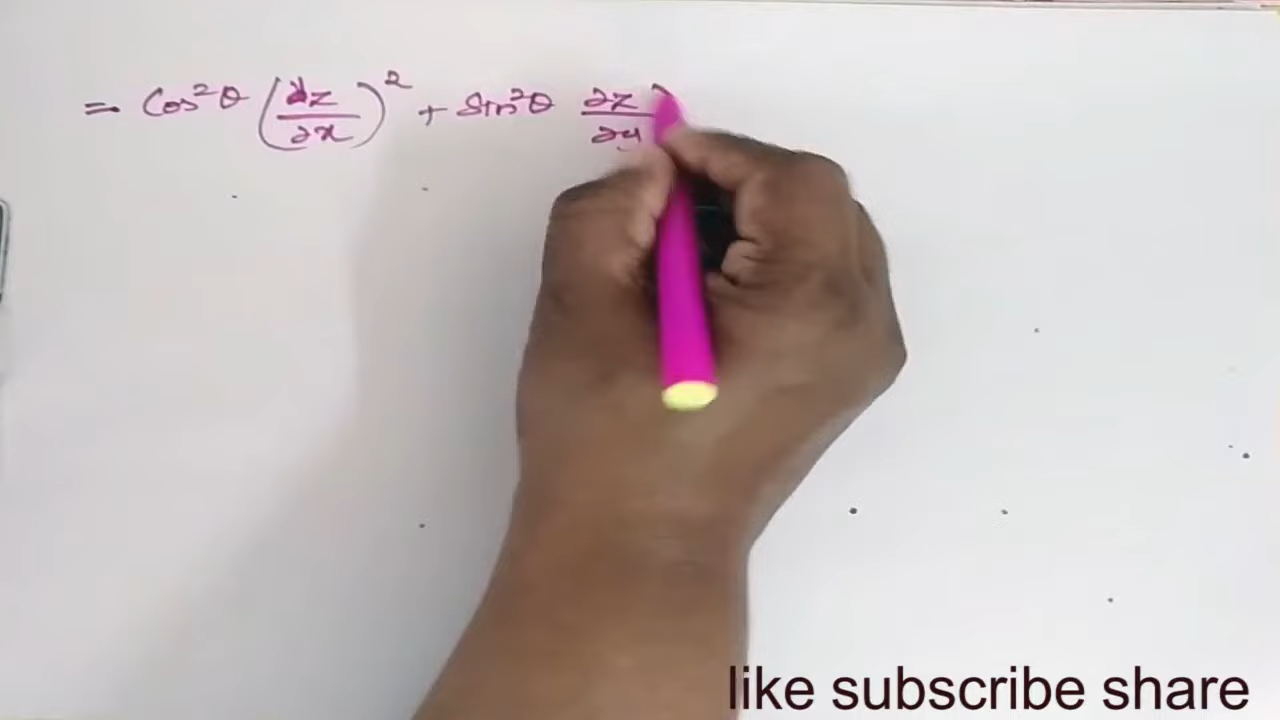 = Cos²θ (∂z/∂x)² + Sin²θ ∂z/∂y)
like subscribe share